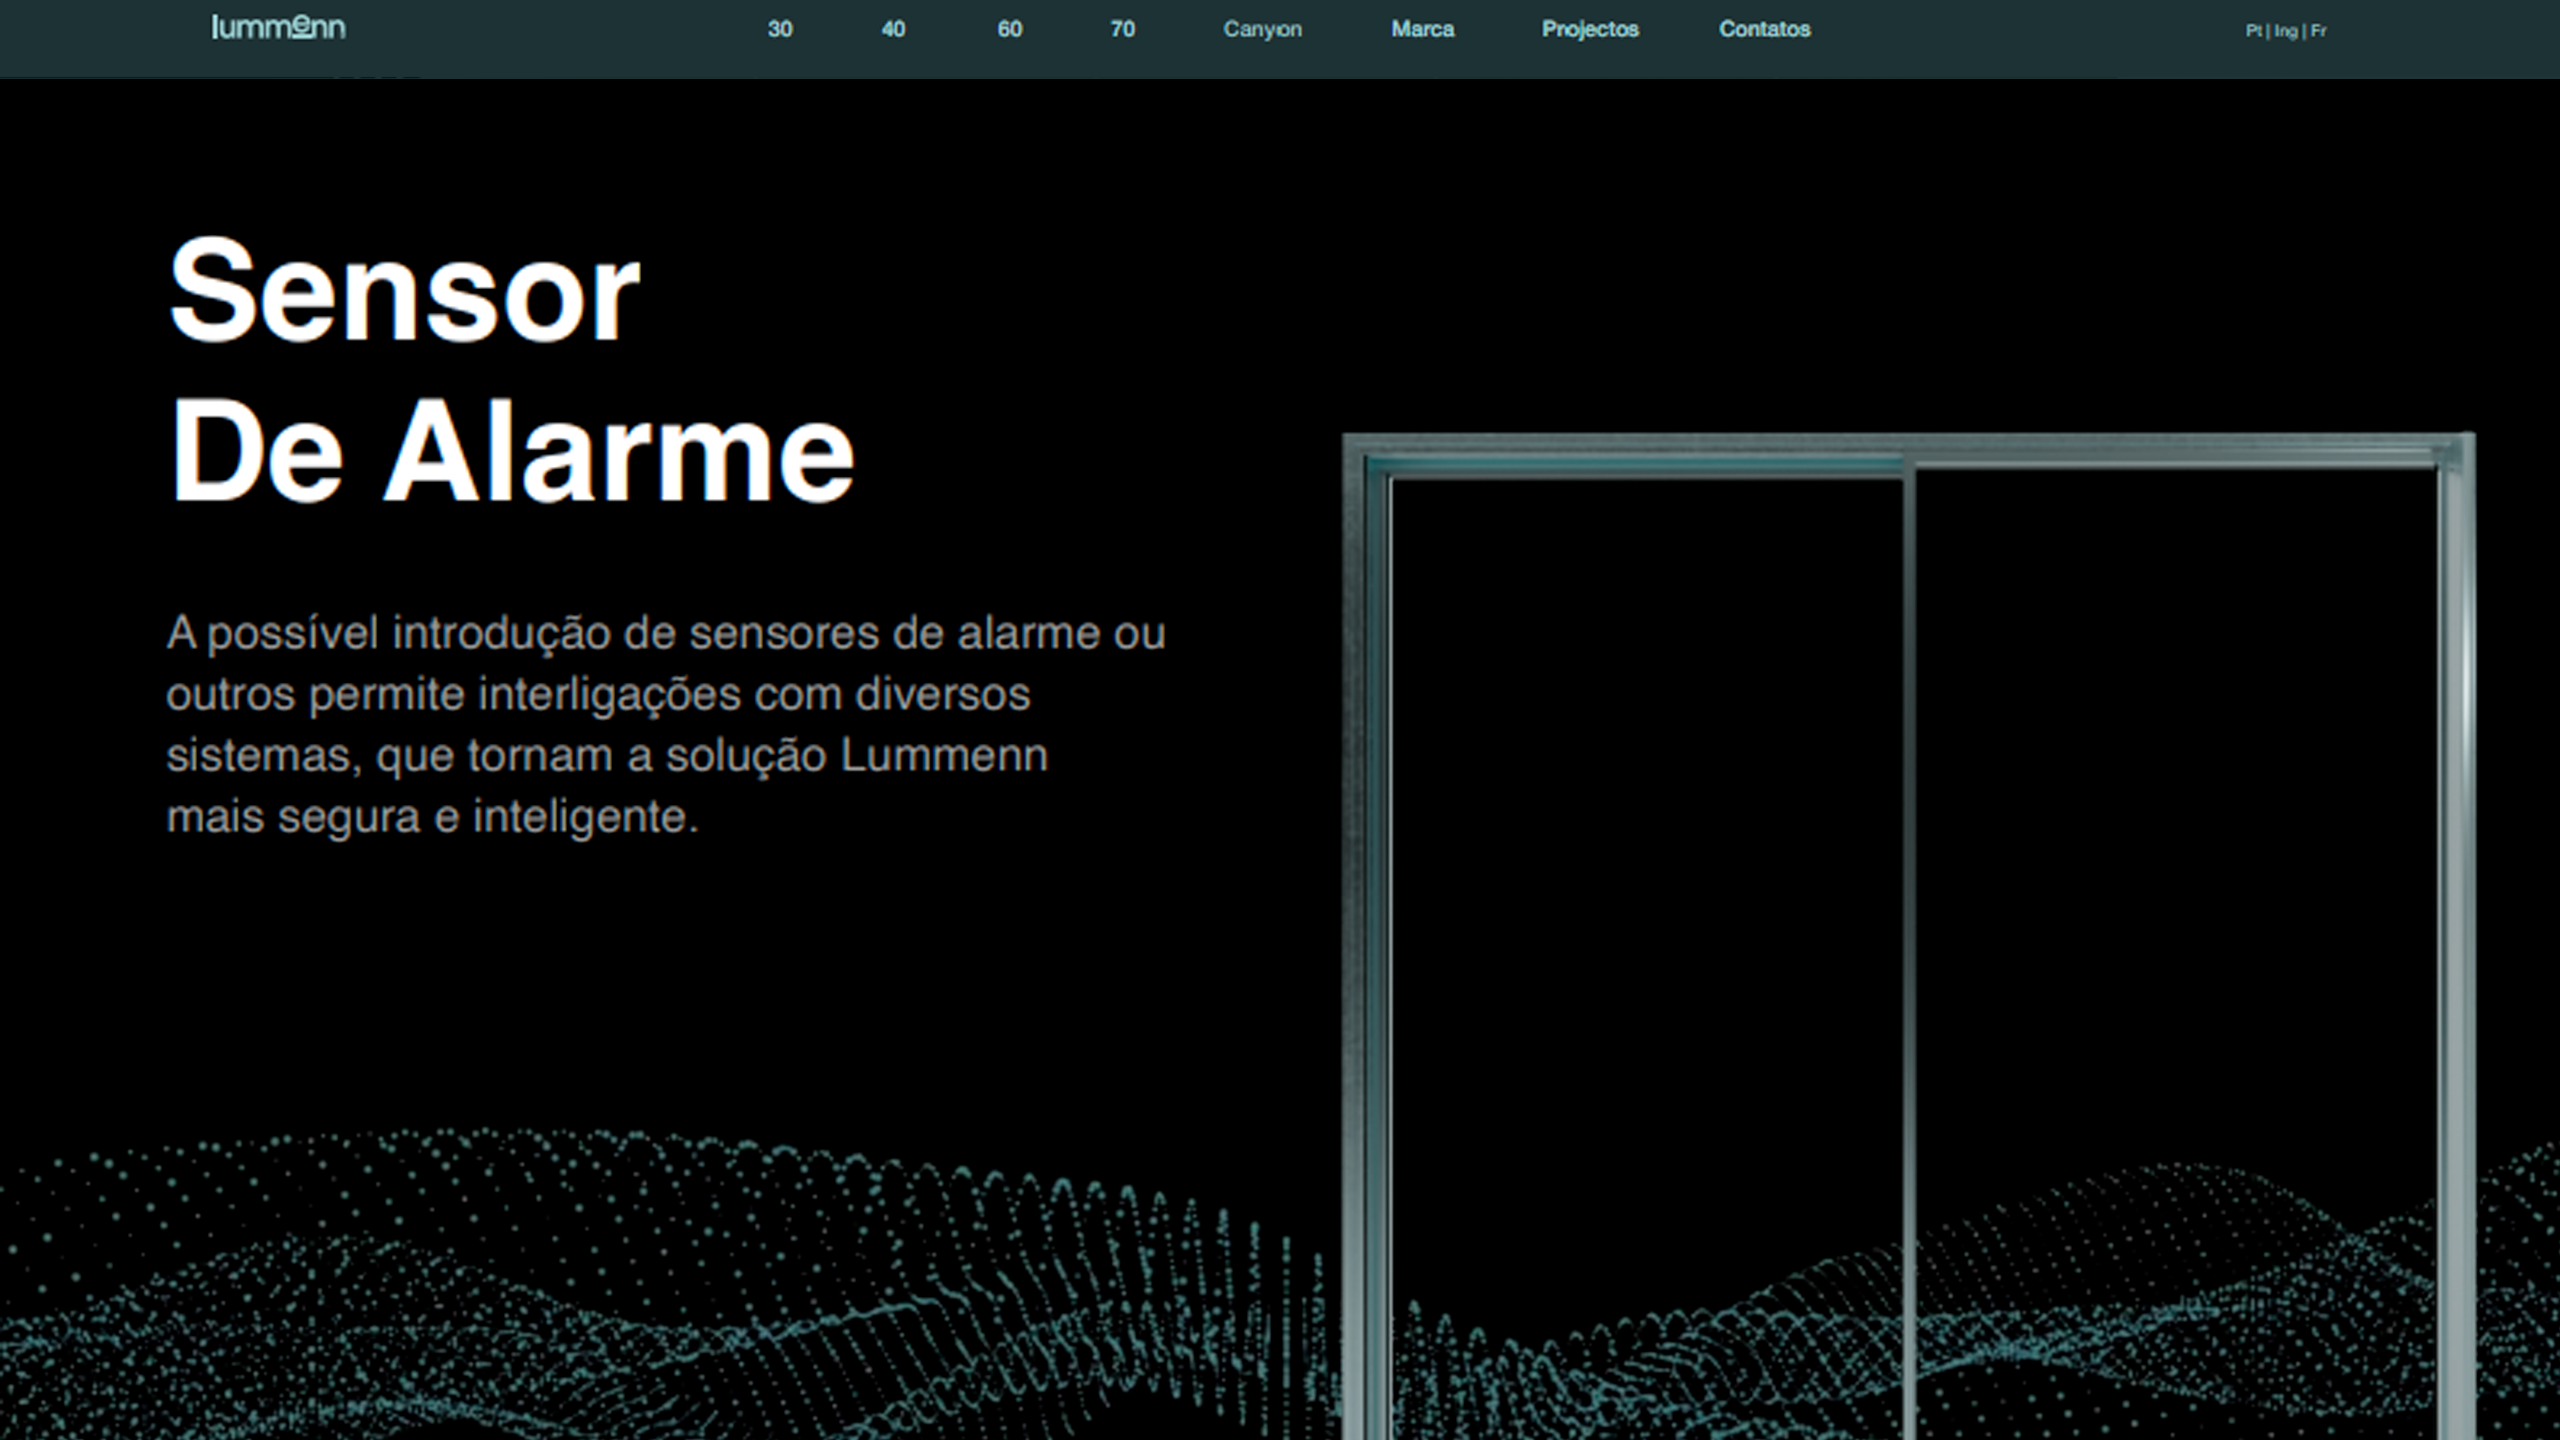 lummenn
30 40 60 70 Canyon Marca Projectos Contatos
Pt | Ing | Fr
Sensor
De Alarme
A possível introdução de sensores de alarme ou
outros permite interligações com diversos
sistemas, que tornam a solução Lummenn
mais segura e inteligente.